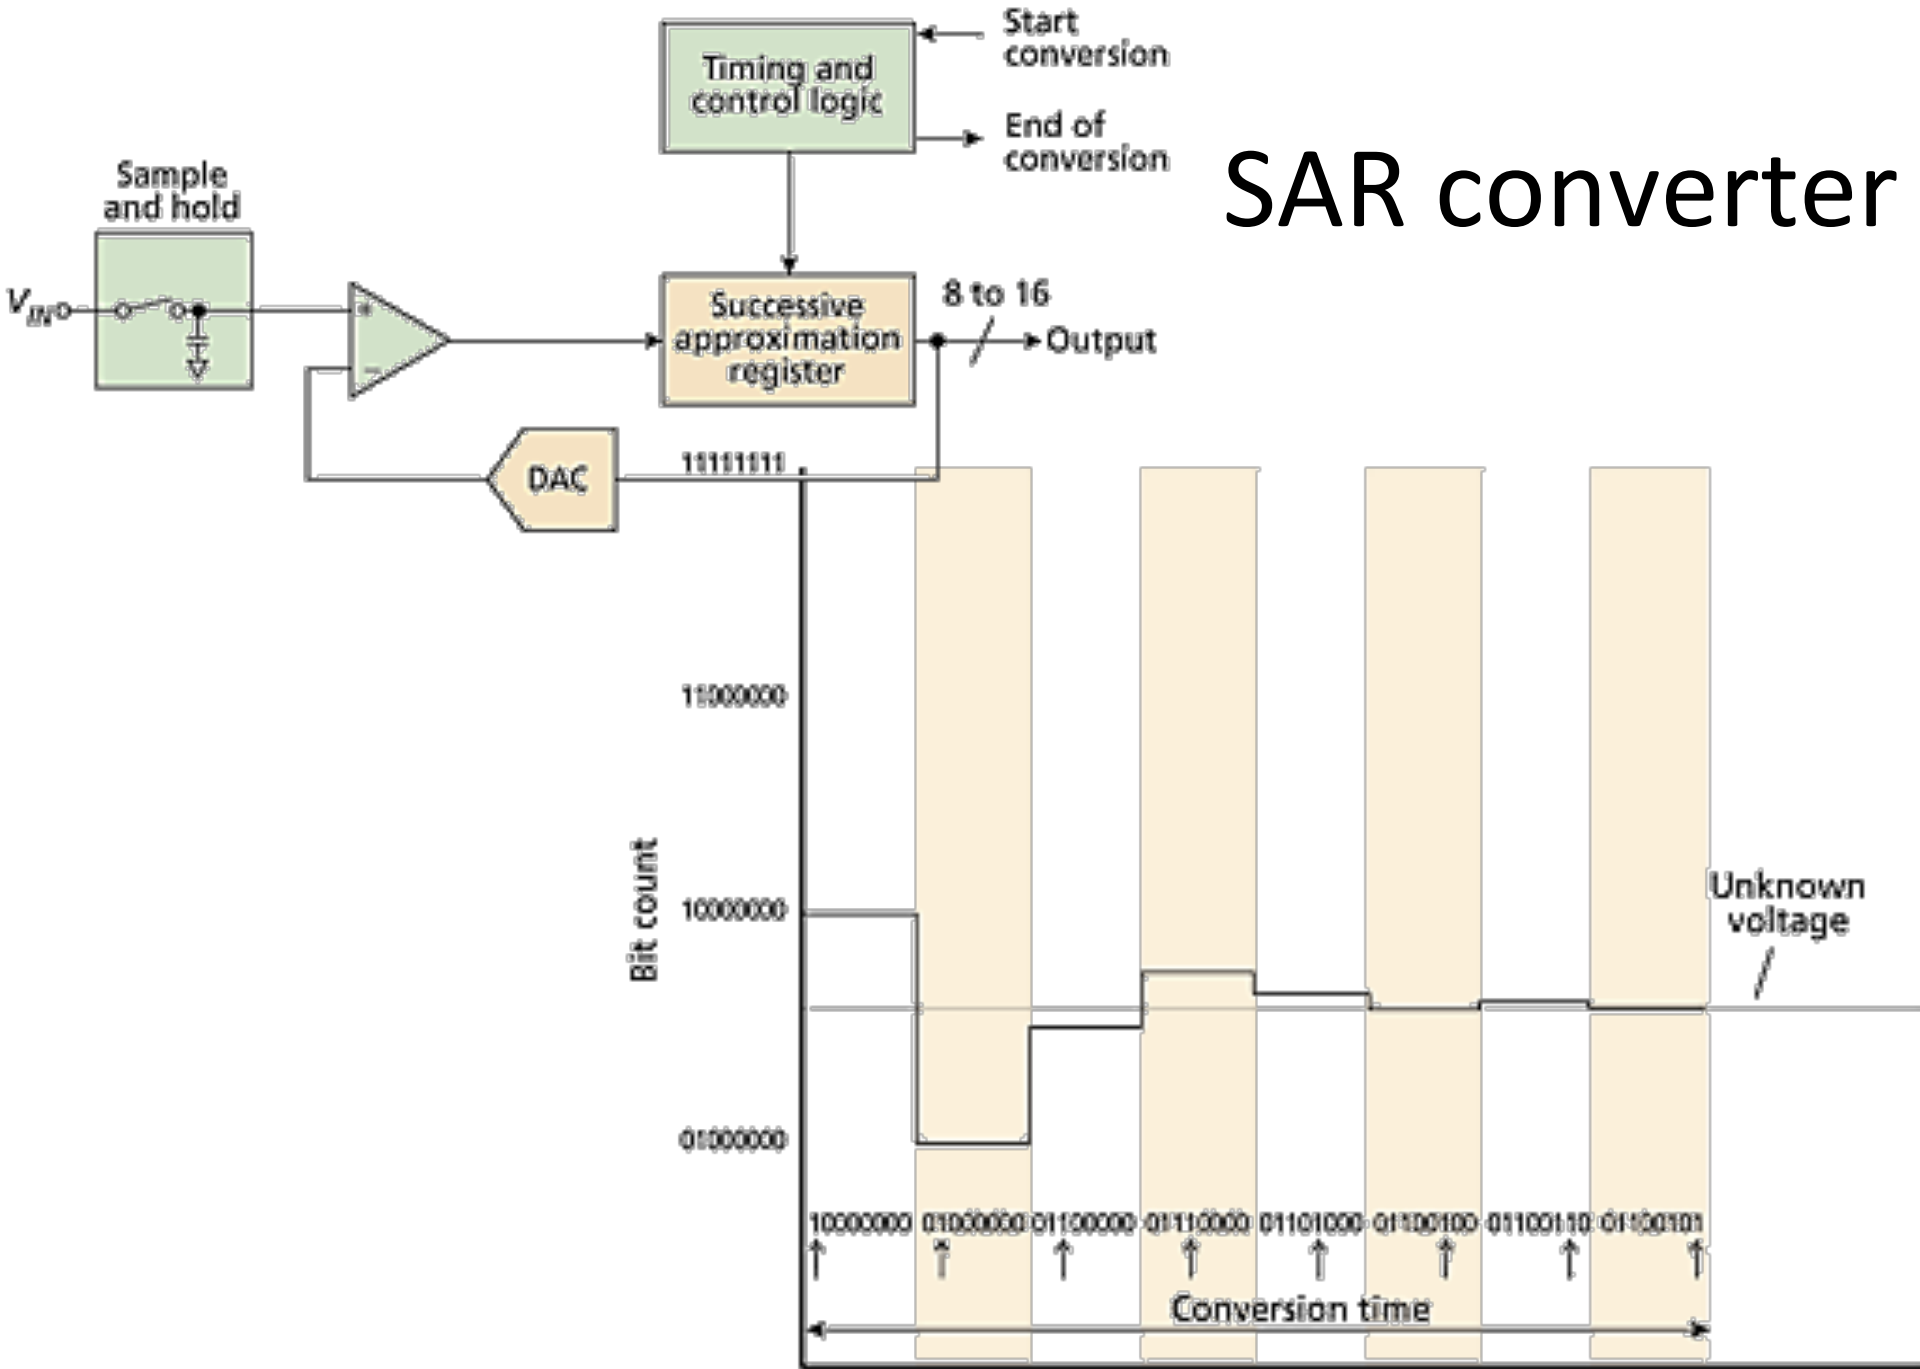 Start
conversion
Timing and
control logic
End of
conversion
SAR converter
Sample
and hold
V_IN
+
-
Successive
approximation
register
8 to 16
Output
DAC
11111111
11000000
Bit count
10000000
Unknown
voltage
01000000
10000000 01000000 01100000 01110000 01101000 01100100 01100110 01100101
Conversion time